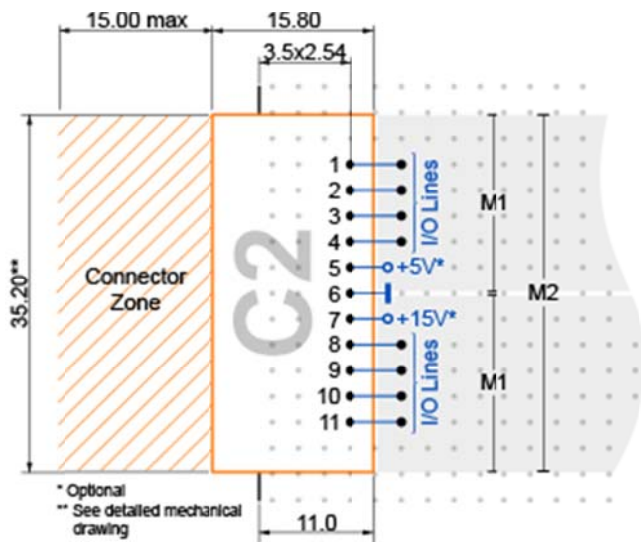 15.00 max
15.80
3.5x2.54
35.20**
Connector
Zone
C2
1
2
3
4
5
6
7
8
9
10
11
I/O Lines
+5V*
+15V*
I/O Lines
M1
M2
M1
* Optional
** See detailed mechanical
drawing
11.0